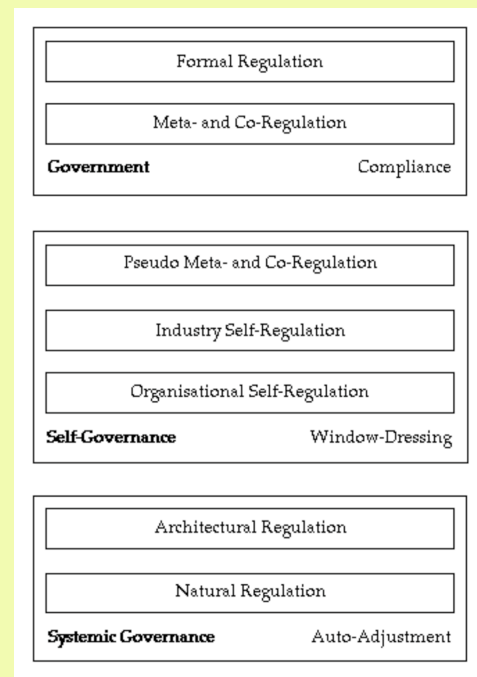 Formal Regulation
Meta- and Co-Regulation
Government Compliance
Pseudo Meta- and Co-Regulation
Industry Self-Regulation
Organisational Self-Regulation
Self-Governance Window-Dressing
Architectural Regulation
Natural Regulation
Systemic Governance Auto-Adjustment